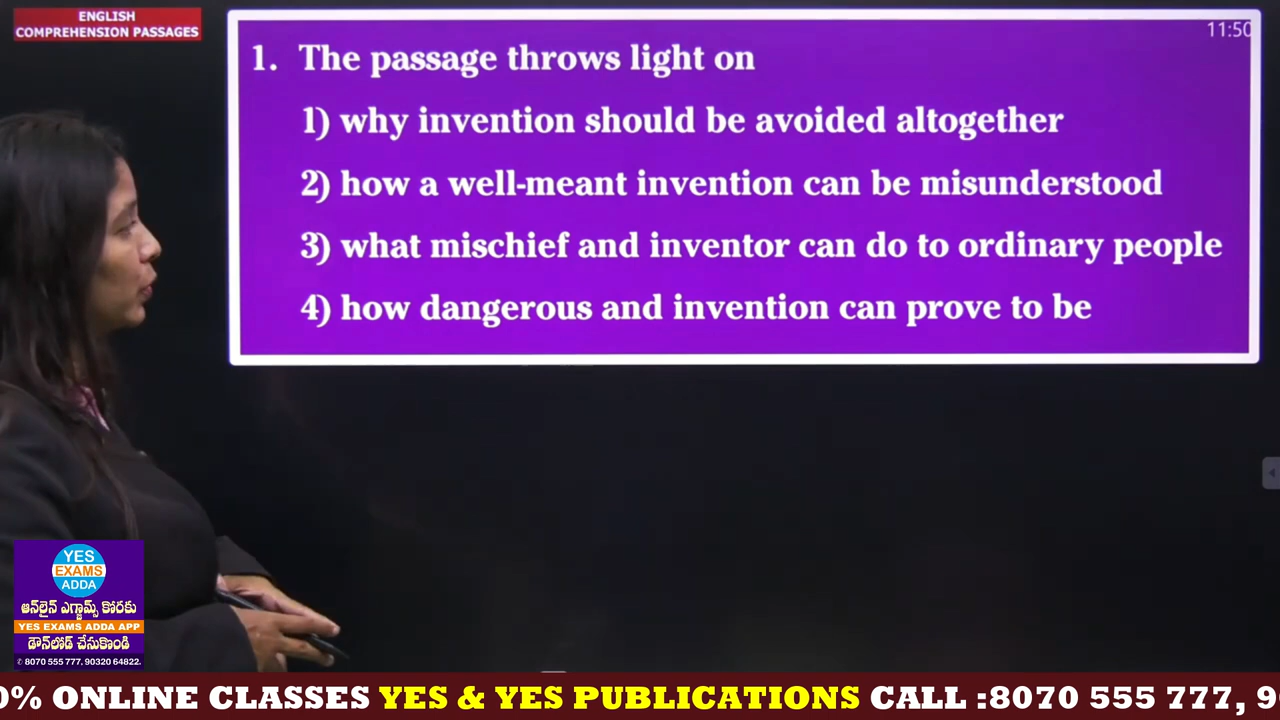 ENGLISH
COMPREHENSION PASSAGES
11:50
1. The passage throws light on
1) why invention should be avoided altogether
2) how a well-meant invention can be misunderstood
3) what mischief and inventor can do to ordinary people
4) how dangerous and invention can prove to be
YES
EXAMS
ADDA
ఆన్‌లైన్ ఎగ్జామ్స్ కొరకు
YES EXAMS ADDA APP
డౌన్‌లోడ్ చేసుకొండి
8070 555 777, 90320 64822.
0% ONLINE CLASSES YES & YES PUBLICATIONS CALL :8070 555 777, 9